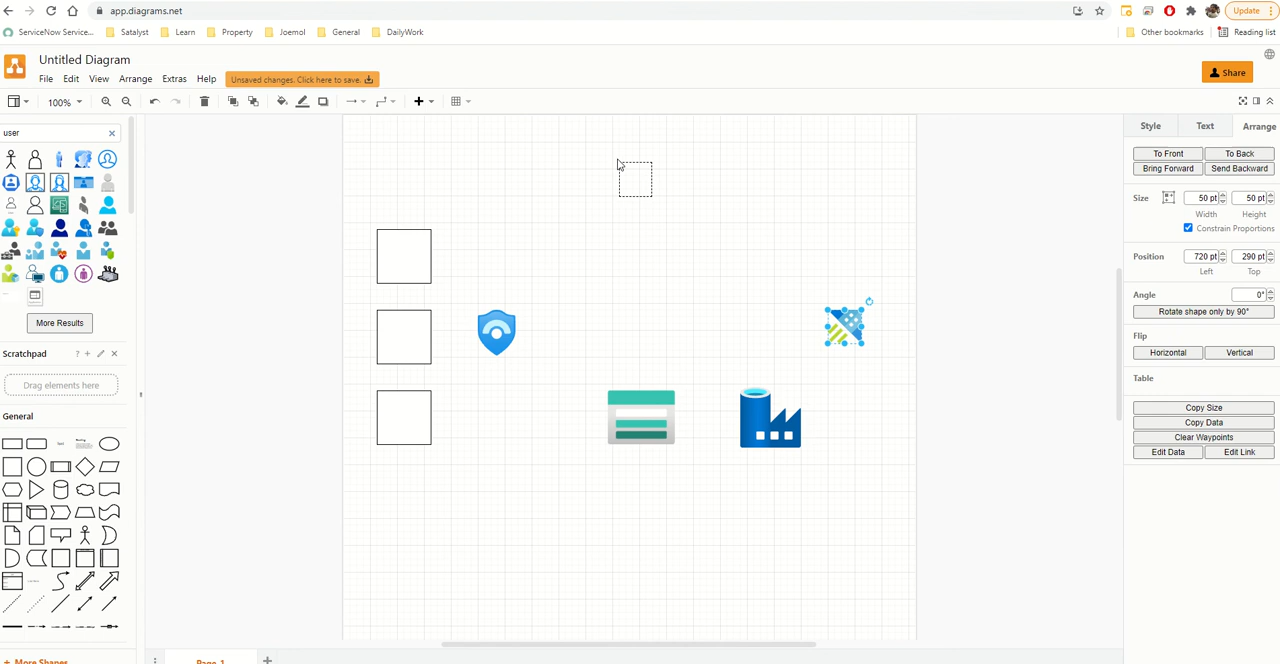 app.diagrams.net
Update
ServiceNow Service...
Satalyst
Learn
Property
Joemol
General
DailyWork
Other bookmarks
Reading list
Untitled Diagram
File Edit View Arrange Extras Help
Unsaved changes. Click here to save.
Share
100%
user
More Results
Scratchpad
?
Drag elements here
General
Text
More Shapes
Page-1
Style
Text
Arrange
To Front
To Back
Bring Forward
Send Backward
Size
50 pt
50 pt
Width
Height
Constrain Proportions
Position
720 pt
290 pt
Left
Top
Angle
0°
Rotate shape only by 90°
Flip
Horizontal
Vertical
Table
Copy Size
Copy Data
Clear Waypoints
Edit Data
Edit Link